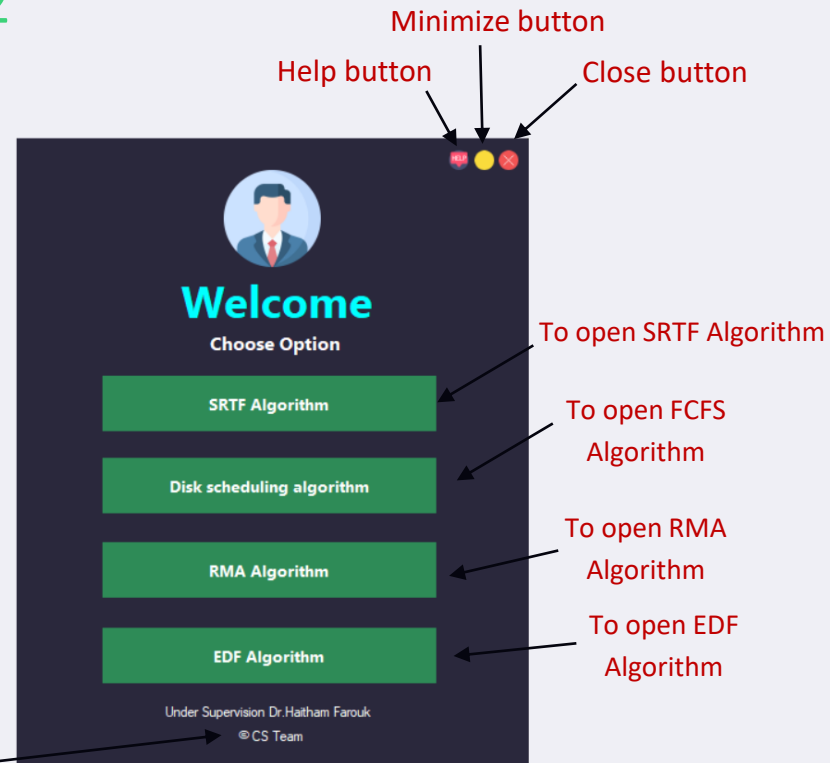 Minimize button
Help button
Close button
HELP
Welcome
Choose Option
To open SRTF Algorithm
SRTF Algorithm
To open FCFS
Algorithm
Disk scheduling algorithm
To open RMA
Algorithm
RMA Algorithm
To open EDF
Algorithm
EDF Algorithm
Under Supervision Dr.Haitham Farouk
© CS Team